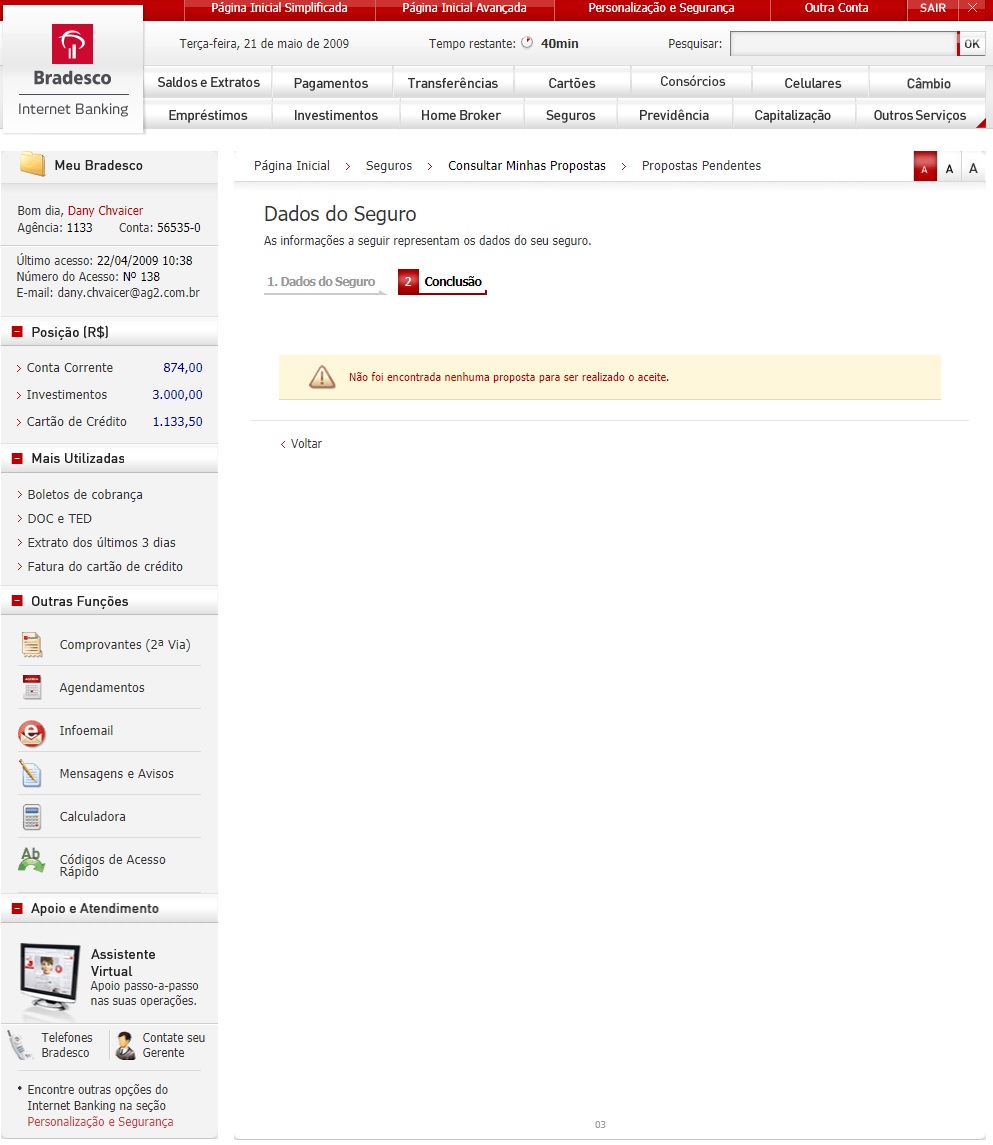 Página Inicial Simplificada Página Inicial Avançada Personalização e Segurança Outra Conta SAIR
Terça-feira, 21 de maio de 2009 Tempo restante: 40min Pesquisar: OK
Bradesco
Internet Banking
Saldos e Extratos Pagamentos Transferências Cartões Consórcios Celulares Câmbio
Empréstimos Investimentos Home Broker Seguros Previdência Capitalização Outros Serviços
Meu Bradesco
Bom dia, Dany Chvaicer
Agência: 1133 Conta: 56535-0
Último acesso: 22/04/2009 10:38
Número do Acesso: Nº 138
E-mail: dany.chvaicer@ag2.com.br
Posição (R$)
Conta Corrente 874,00
Investimentos 3.000,00
Cartão de Crédito 1.133,50
Mais Utilizadas
Boletos de cobrança
DOC e TED
Extrato dos últimos 3 dias
Fatura do cartão de crédito
Outras Funções
Comprovantes (2ª Via)
Agendamentos
Infoemail
Mensagens e Avisos
Calculadora
Ab
Códigos de Acesso
Rápido
Apoio e Atendimento
Assistente
Virtual
Apoio passo-a-passo
nas suas operações.
Telefones
Bradesco
Contate seu
Gerente
• Encontre outras opções do
Internet Banking na seção
Personalização e Segurança
Página Inicial > Seguros > Consultar Minhas Propostas > Propostas Pendentes
A A A
Dados do Seguro
As informações a seguir representam os dados do seu seguro.
1. Dados do Seguro 2 Conclusão
Não foi encontrada nenhuma proposta para ser realizado o aceite.
‹ Voltar
03